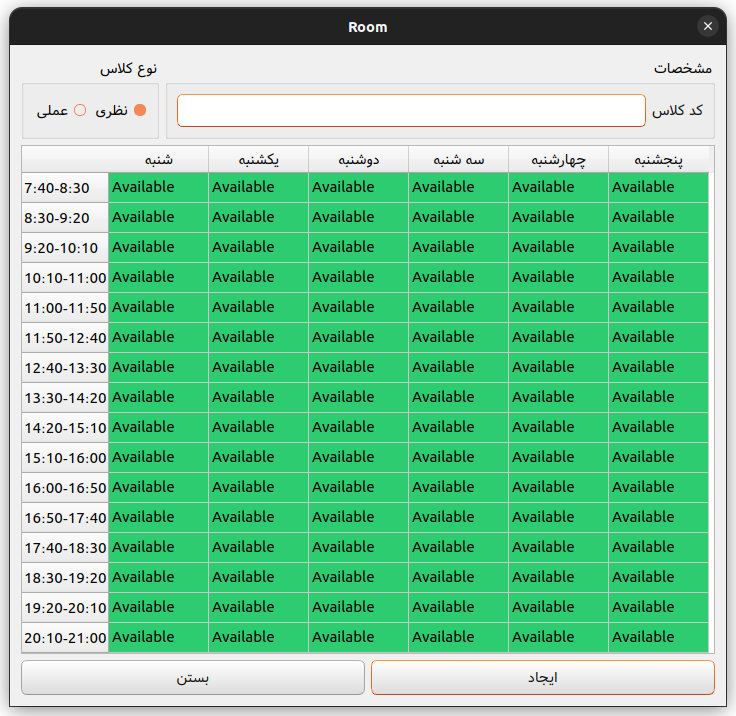 Room
مشخصات
نوع کلاس
کد کلاس
نظری عملی
شنبه یکشنبه دوشنبه سه شنبه چهارشنبه پنجشنبه
7:40-8:30 Available Available Available Available Available Available
8:30-9:20 Available Available Available Available Available Available
9:20-10:10 Available Available Available Available Available Available
10:10-11:00 Available Available Available Available Available Available
11:00-11:50 Available Available Available Available Available Available
11:50-12:40 Available Available Available Available Available Available
12:40-13:30 Available Available Available Available Available Available
13:30-14:20 Available Available Available Available Available Available
14:20-15:10 Available Available Available Available Available Available
15:10-16:00 Available Available Available Available Available Available
16:00-16:50 Available Available Available Available Available Available
16:50-17:40 Available Available Available Available Available Available
17:40-18:30 Available Available Available Available Available Available
18:30-19:20 Available Available Available Available Available Available
19:20-20:10 Available Available Available Available Available Available
20:10-21:00 Available Available Available Available Available Available
ایجاد
بستن